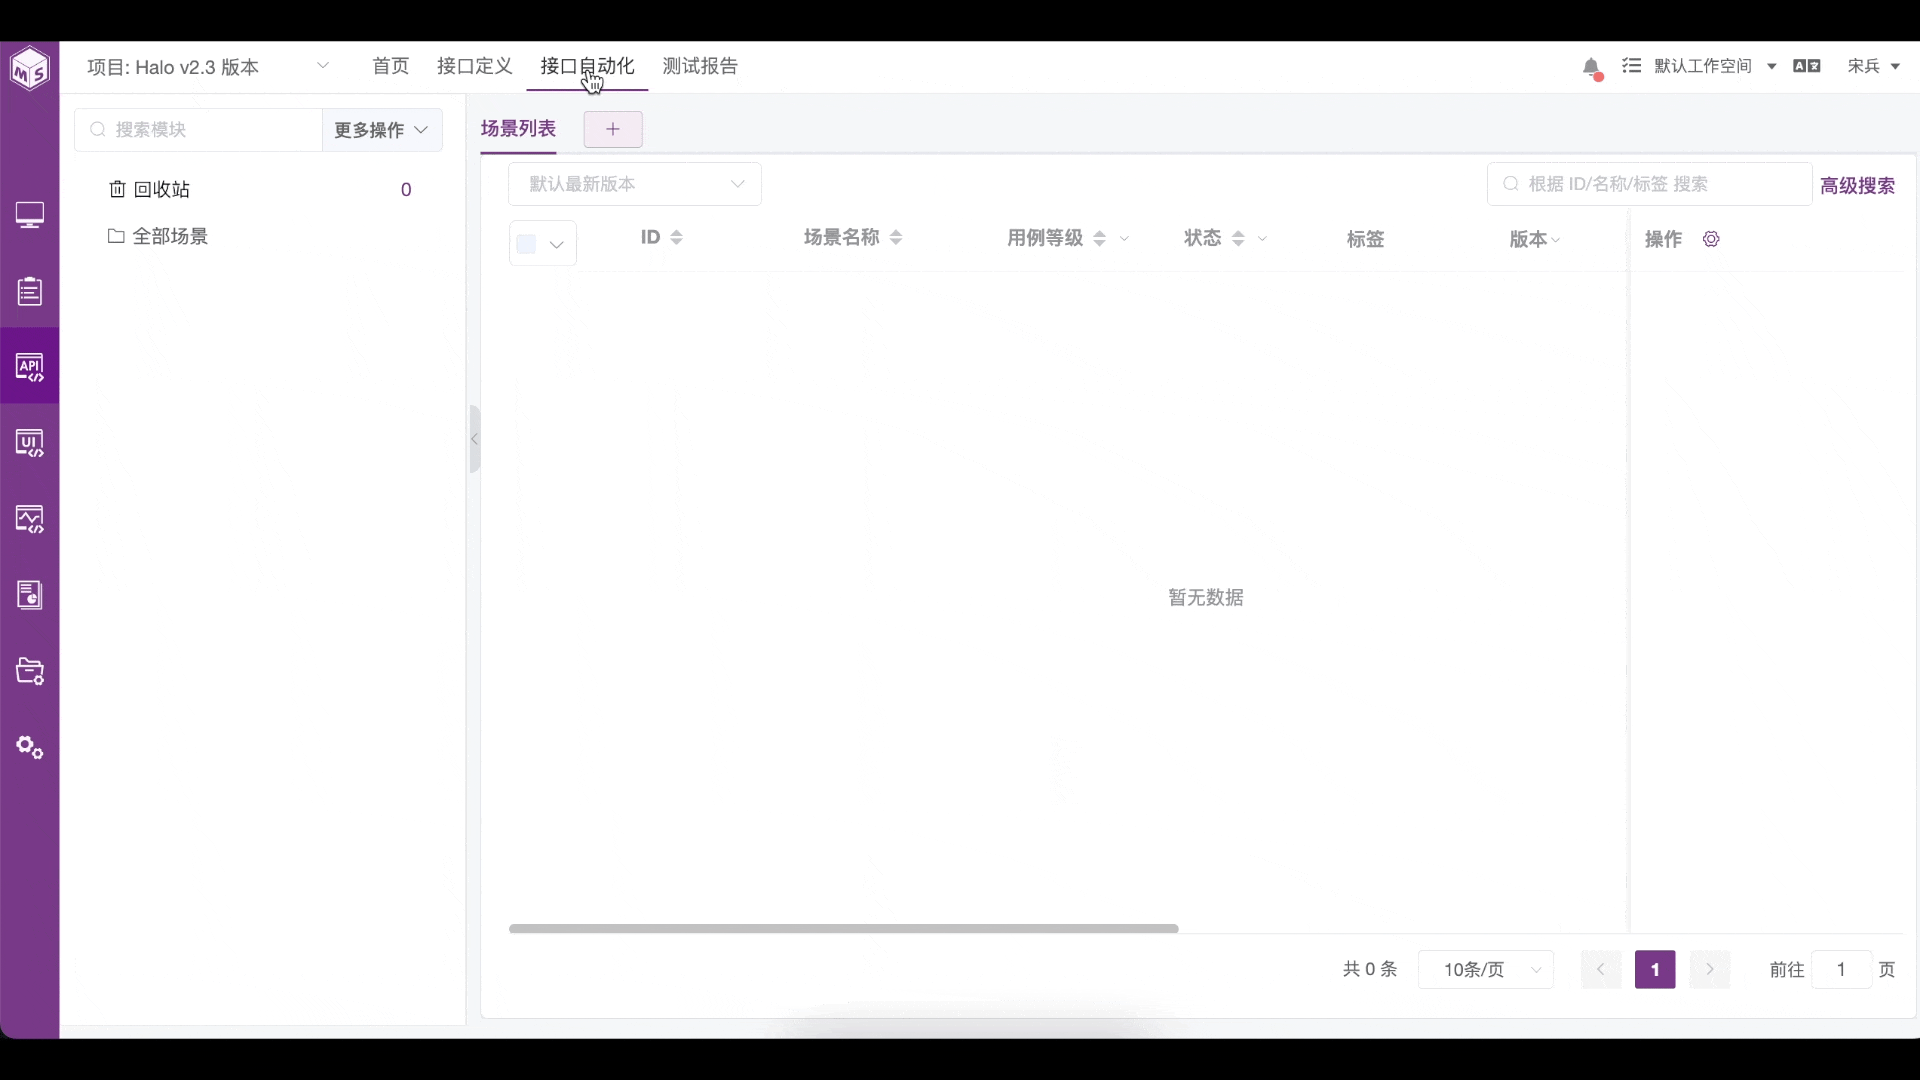 MS
项目: Halo v2.3 版本
首页
接口定义
接口自动化
测试报告
默认工作空间
宋兵
搜索模块
更多操作
回收站
0
全部场景
API
UI
场景列表
+
默认最新版本
根据 ID/名称/标签 搜索
高级搜索
ID
场景名称
用例等级
状态
标签
版本
操作
暂无数据
共 0 条
10条/页
1
前往
1
页